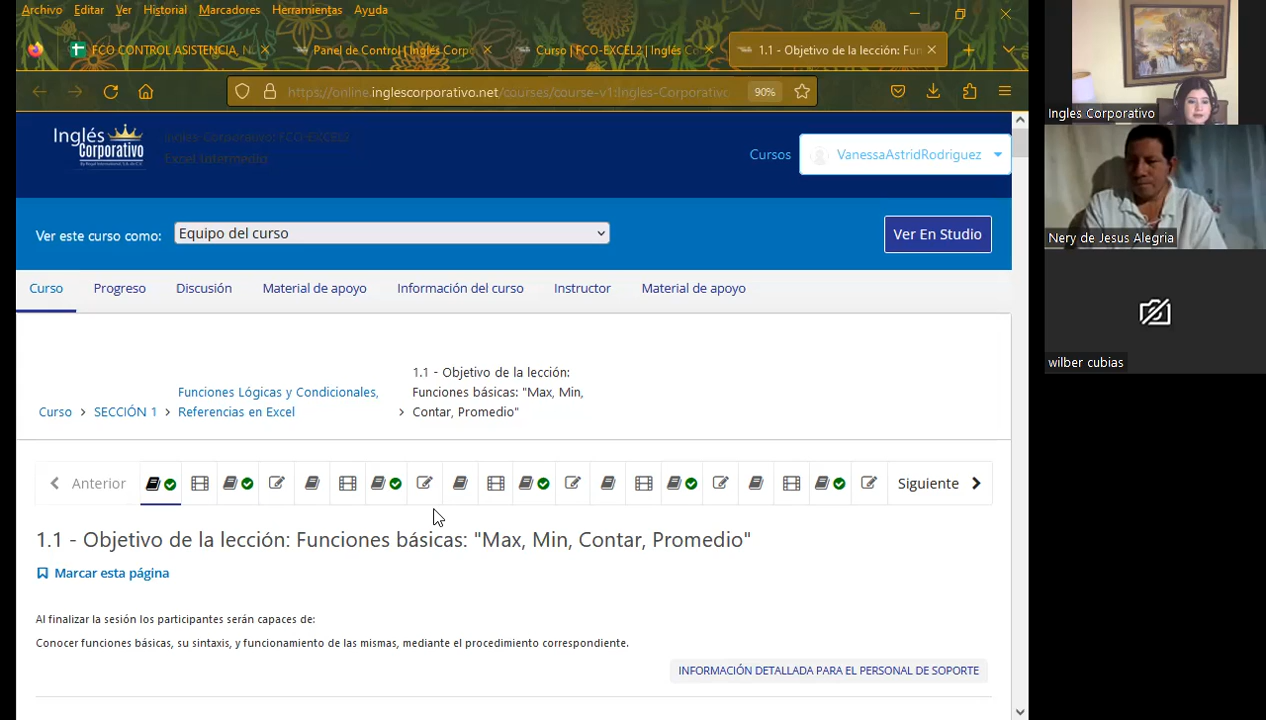 Archivo Editar Ver Historial Marcadores Herramientas Ayuda
FCO CONTROL ASISTENCIA, N
Panel de Control | Inglés Corpo
Curso | FCO-EXCEL2 | Inglés Co
1.1 - Objetivo de la lección: Fun
https://online.inglescorporativo.net/courses/course-v1:Ingles-Corporativo
90%
Inglés
Corporativo
Ingles-Corporativo: FCO-EXCEL2
Excel Intermedio
Cursos
VanessaAstridRodriguez
Ver este curso como:
Equipo del curso
Ver En Studio
Curso
Progreso
Discusión
Material de apoyo
Información del curso
Instructor
Material de apoyo
Curso > SECCIÓN 1 >
Funciones Lógicas y Condicionales,
Referencias en Excel
>
1.1 - Objetivo de la lección:
Funciones básicas: "Max, Min,
Contar, Promedio"
Anterior
Siguiente
1.1 - Objetivo de la lección: Funciones básicas: "Max, Min, Contar, Promedio"
Marcar esta página
Al finalizar la sesión los participantes serán capaces de:
Conocer funciones básicas, su sintaxis, y funcionamiento de las mismas, mediante el procedimiento correspondiente.
INFORMACIÓN DETALLADA PARA EL PERSONAL DE SOPORTE
Ingles Corporativo
Nery de Jesus Alegria
wilber cubias